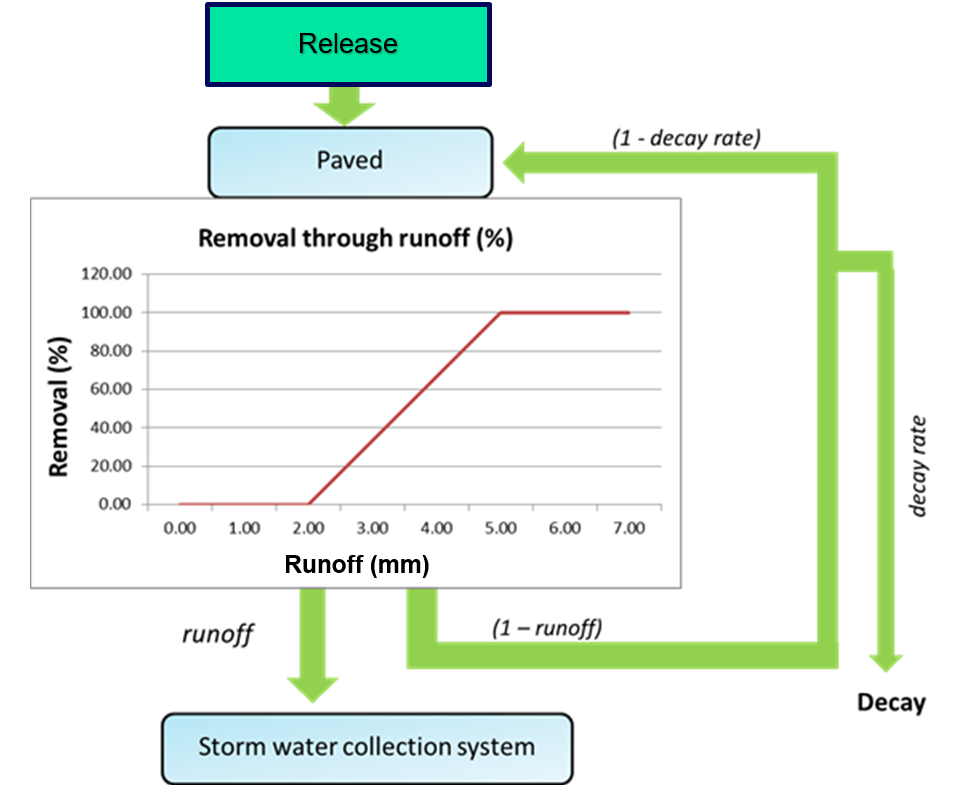 Release
Paved
(1 - decay rate)
Removal through runoff (%)
120.00
100.00
80.00
60.00
40.00
20.00
0.00
Removal (%)
0.00 1.00 2.00 3.00 4.00 5.00 6.00 7.00
Runoff (mm)
decay rate
runoff
(1 – runoff)
Decay
Storm water collection system